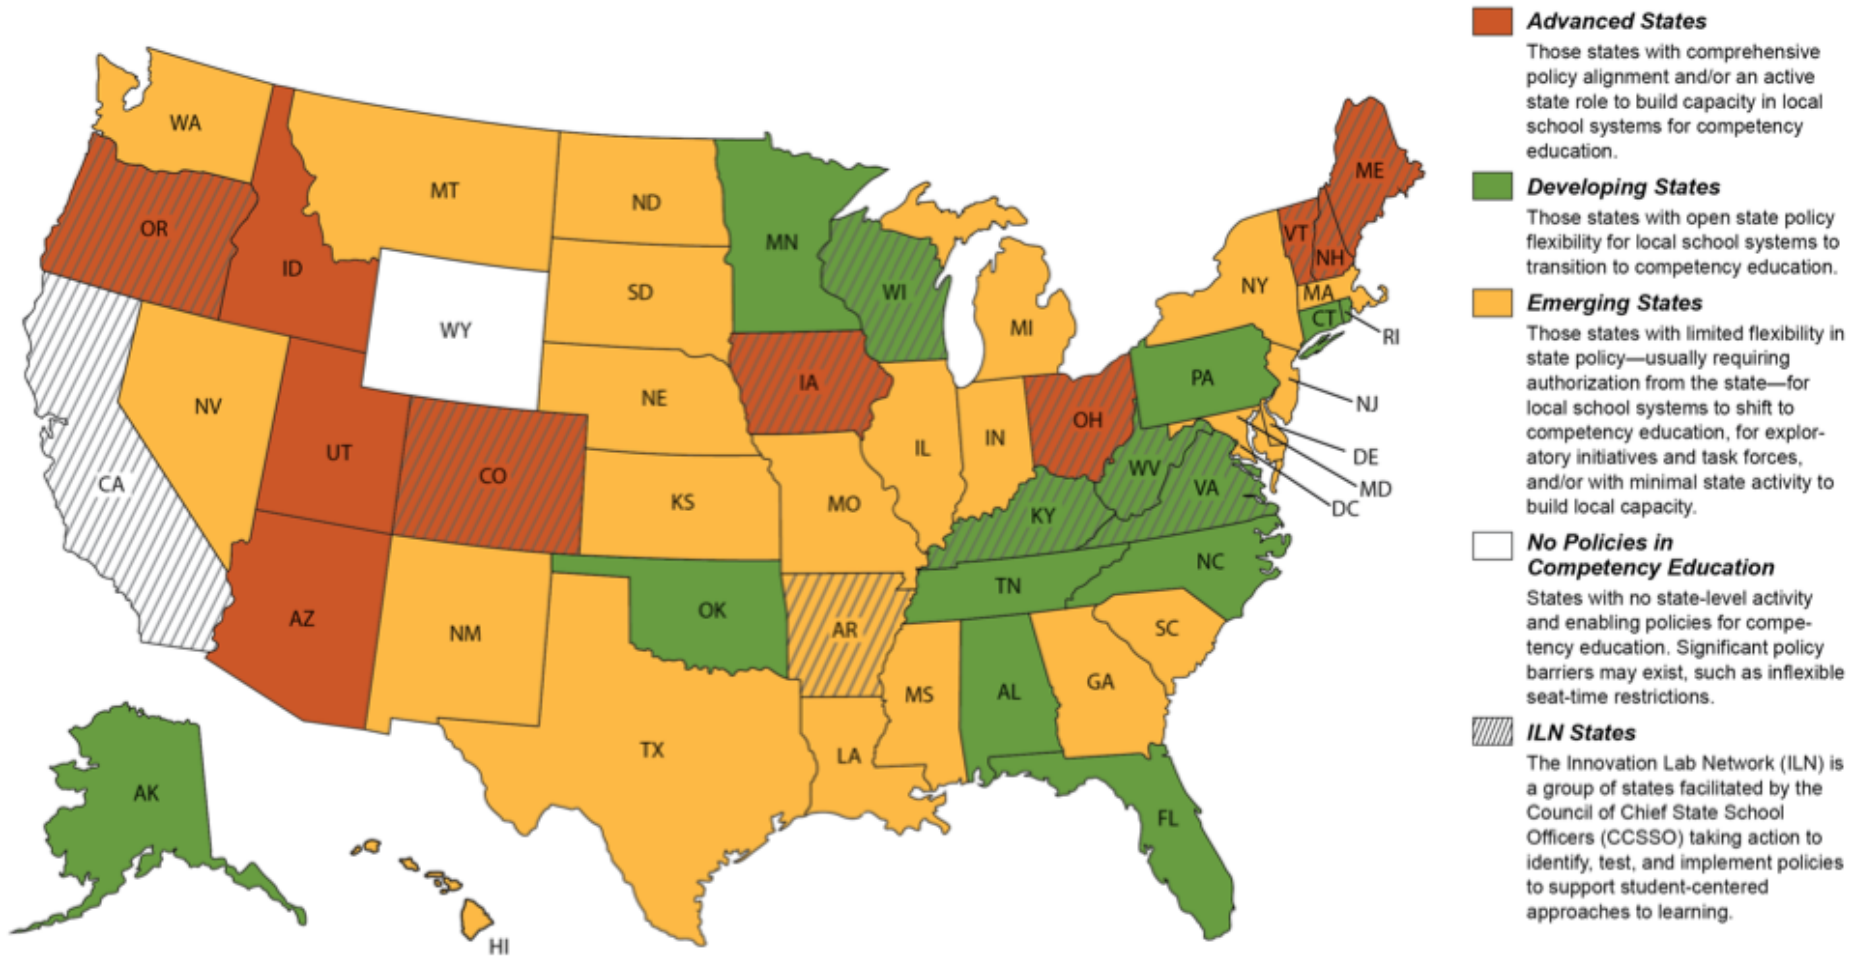 WA
OR
CA
ID
NV
MT
WY
UT
AZ
CO
NM
ND
SD
NE
KS
OK
TX
MN
IA
MO
AR
LA
WI
IL
MI
IN
OH
KY
TN
MS
AL
GA
FL
SC
NC
VA
WV
PA
NY
VT
NH
ME
MA
CT
RI
NJ
DE
MD
DC
AK
HI
Advanced States
Those states with comprehensive
policy alignment and/or an active
state role to build capacity in local
school systems for competency
education.
Developing States
Those states with open state policy
flexibility for local school systems to
transition to competency education.
Emerging States
Those states with limited flexibility in
state policy—usually requiring
authorization from the state—for
local school systems to shift to
competency education, for explor-
atory initiatives and task forces,
and/or with minimal state activity to
build local capacity.
No Policies in
Competency Education
States with no state-level activity
and enabling policies for compe-
tency education. Significant policy
barriers may exist, such as inflexible
seat-time restrictions.
ILN States
The Innovation Lab Network (ILN) is
a group of states facilitated by the
Council of Chief State School
Officers (CCSSO) taking action to
identify, test, and implement policies
to support student-centered
approaches to learning.